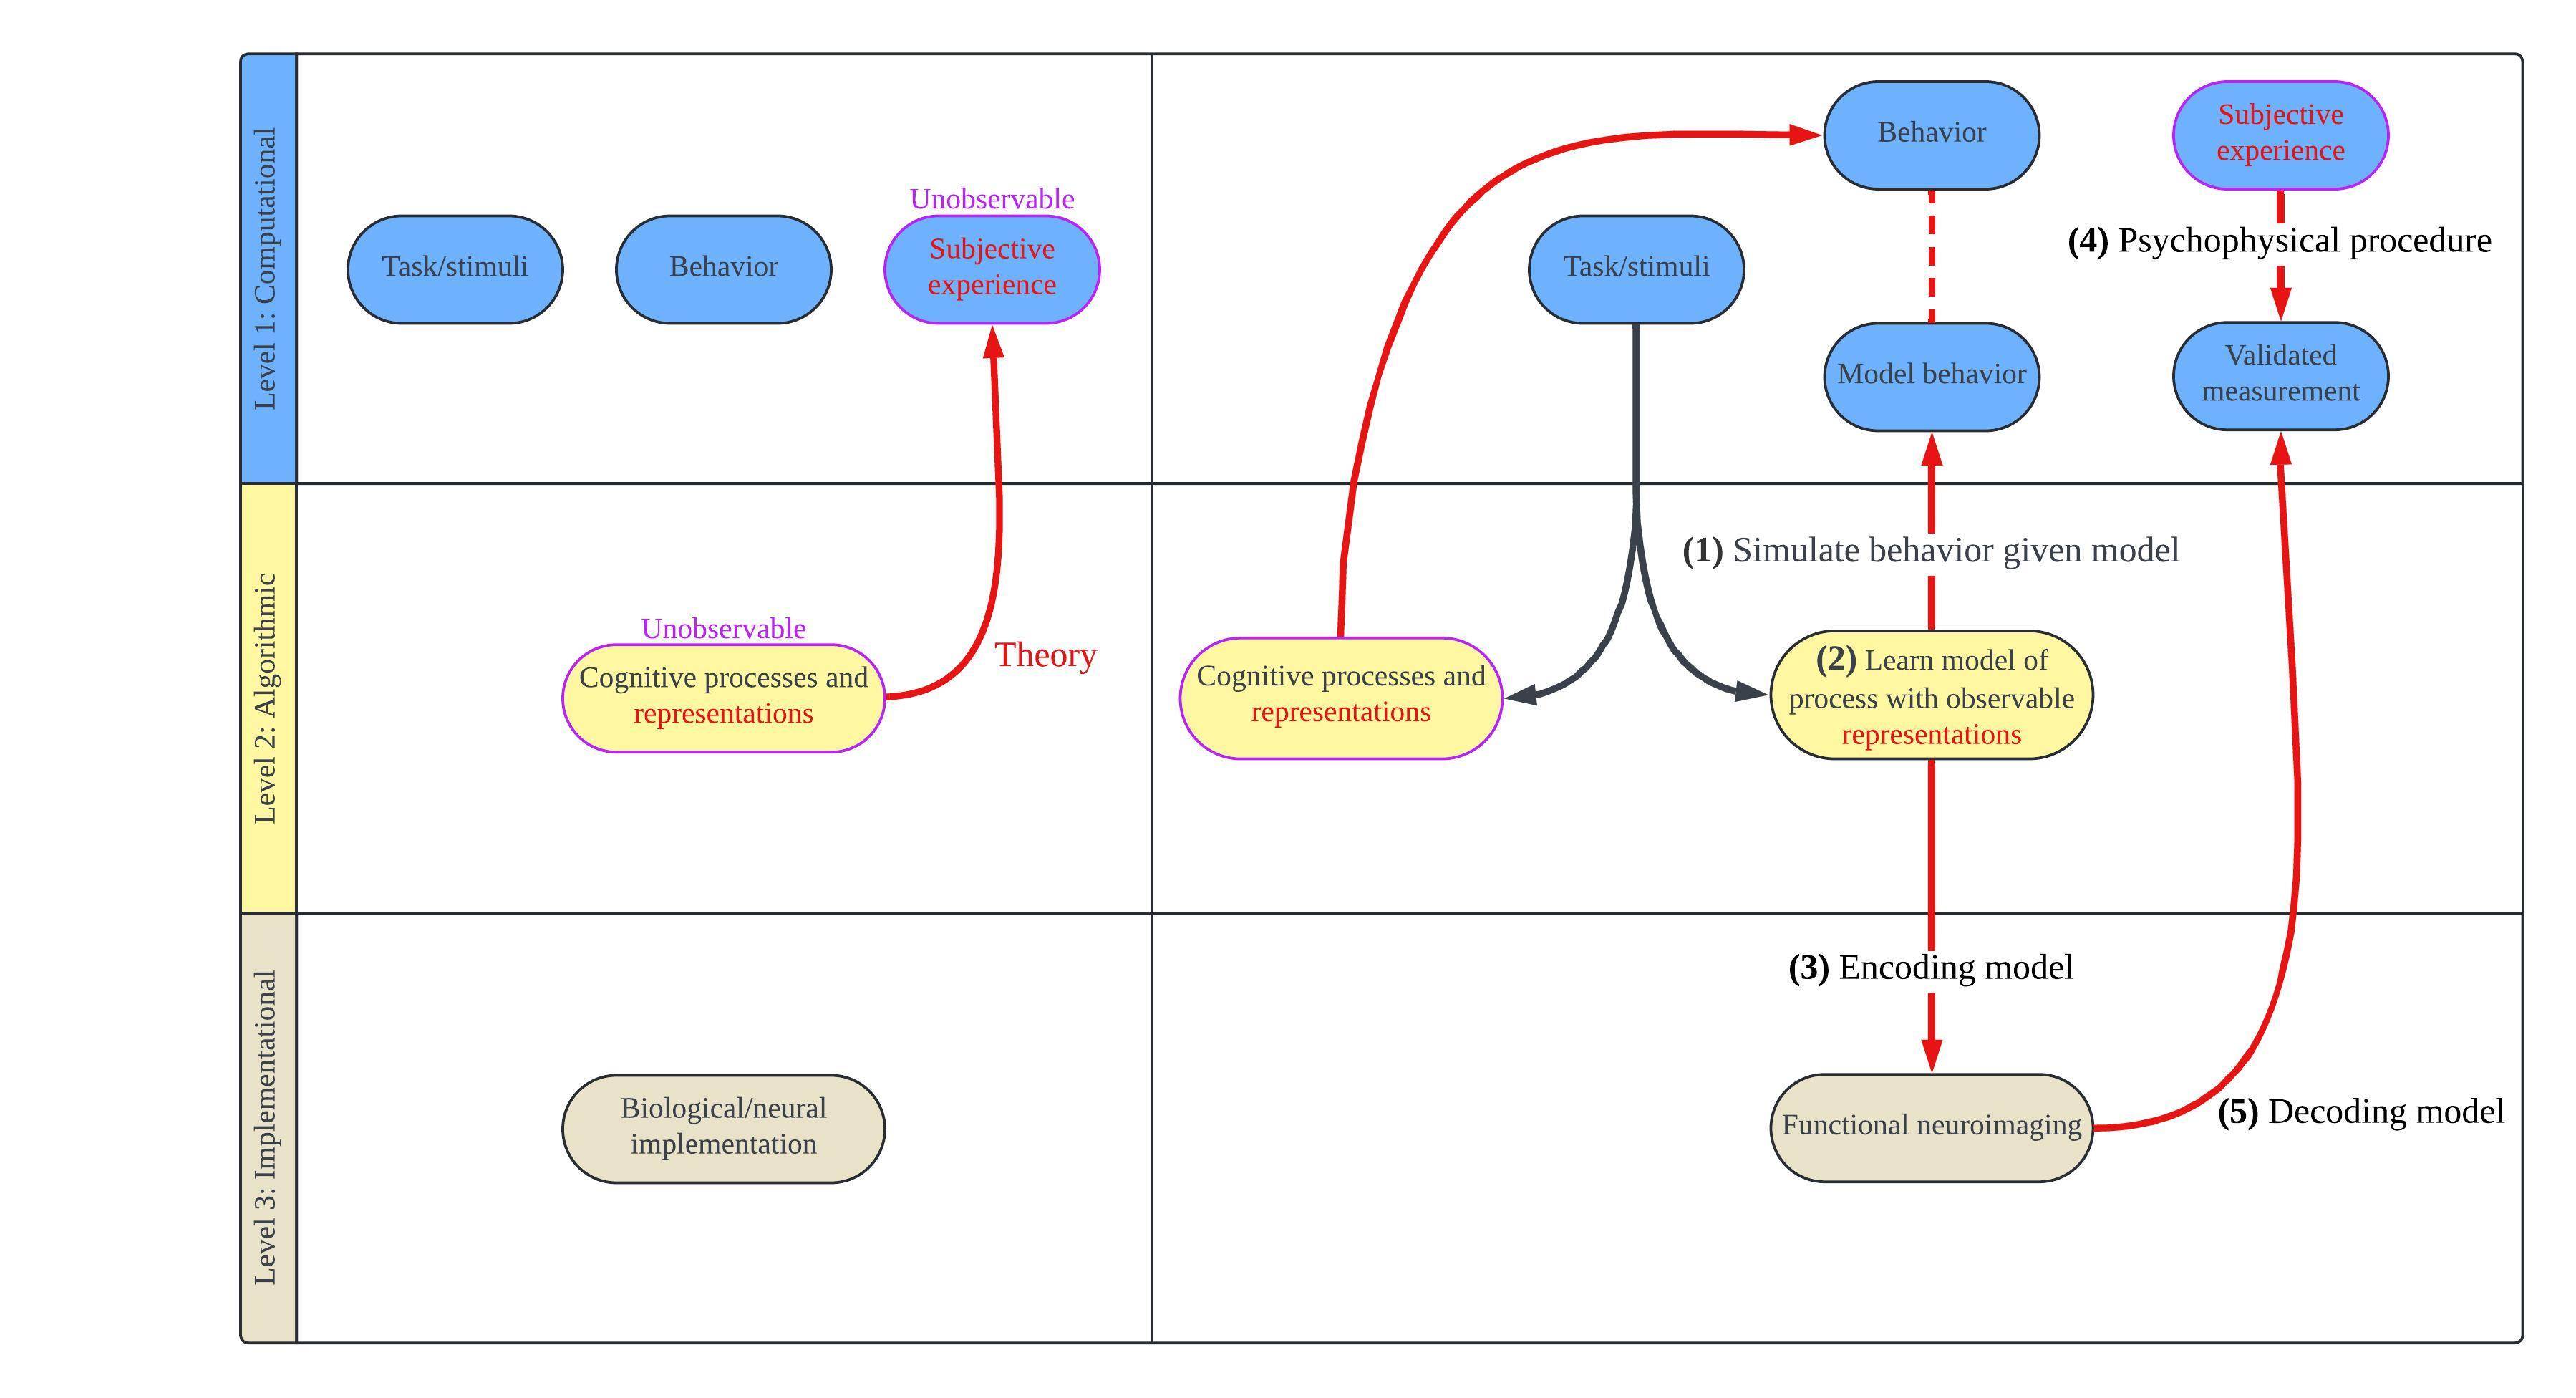 Level 1: Computational
Task/stimuli
Behavior
Unobservable
Subjective
experience
Behavior
Subjective
experience
Task/stimuli
(4) Psychophysical procedure
Model behavior
Validated
measurement
Level 2: Algorithmic
Unobservable
Cognitive processes and
representations
Theory
(1) Simulate behavior given model
Cognitive processes and
representations
(2) Learn model of
process with observable
representations
Level 3: Implementational
Biological/neural
implementation
(3) Encoding model
Functional neuroimaging
(5) Decoding model